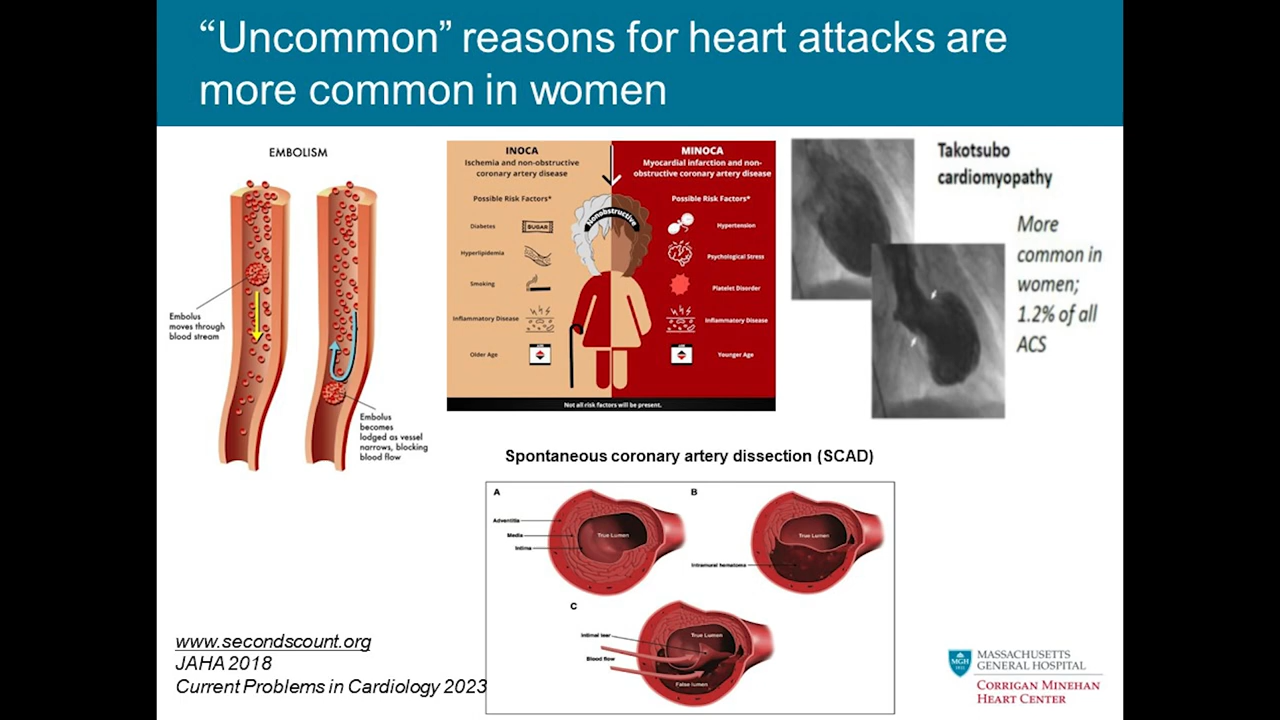 “Uncommon” reasons for heart attacks are
more common in women
EMBOLISM
Embolus
moves through
blood stream
Embolus
becomes
lodged as vessel
narrows, blocking
blood flow
INOCA
Ischemia and non-obstructive
coronary artery disease
Possible Risk Factors*
Diabetes
SUGAR
Hyperlipidemia
Smoking
Inflammatory Disease
Older Age
Nonobstructive
MINOCA
Myocardial infarction and non-
obstructive coronary artery disease
Possible Risk Factors*
Hypertension
Psychological Stress
Platelet Disorder
Inflammatory Disease
Younger Age
Not all risk factors will be present.
Takotsubo
cardiomyopathy
More
common in
women;
1.2% of all
ACS
Spontaneous coronary artery dissection (SCAD)
A
Adventitia
Media
Intima
True Lumen
B
True Lumen
Intramural hematoma
C
Intimal tear
Blood flow
True Lumen
False lumen
www.secondscount.org
JAHA 2018
Current Problems in Cardiology 2023
MGH
1811
MASSACHUSETTS
GENERAL HOSPITAL
CORRIGAN MINEHAN
HEART CENTER